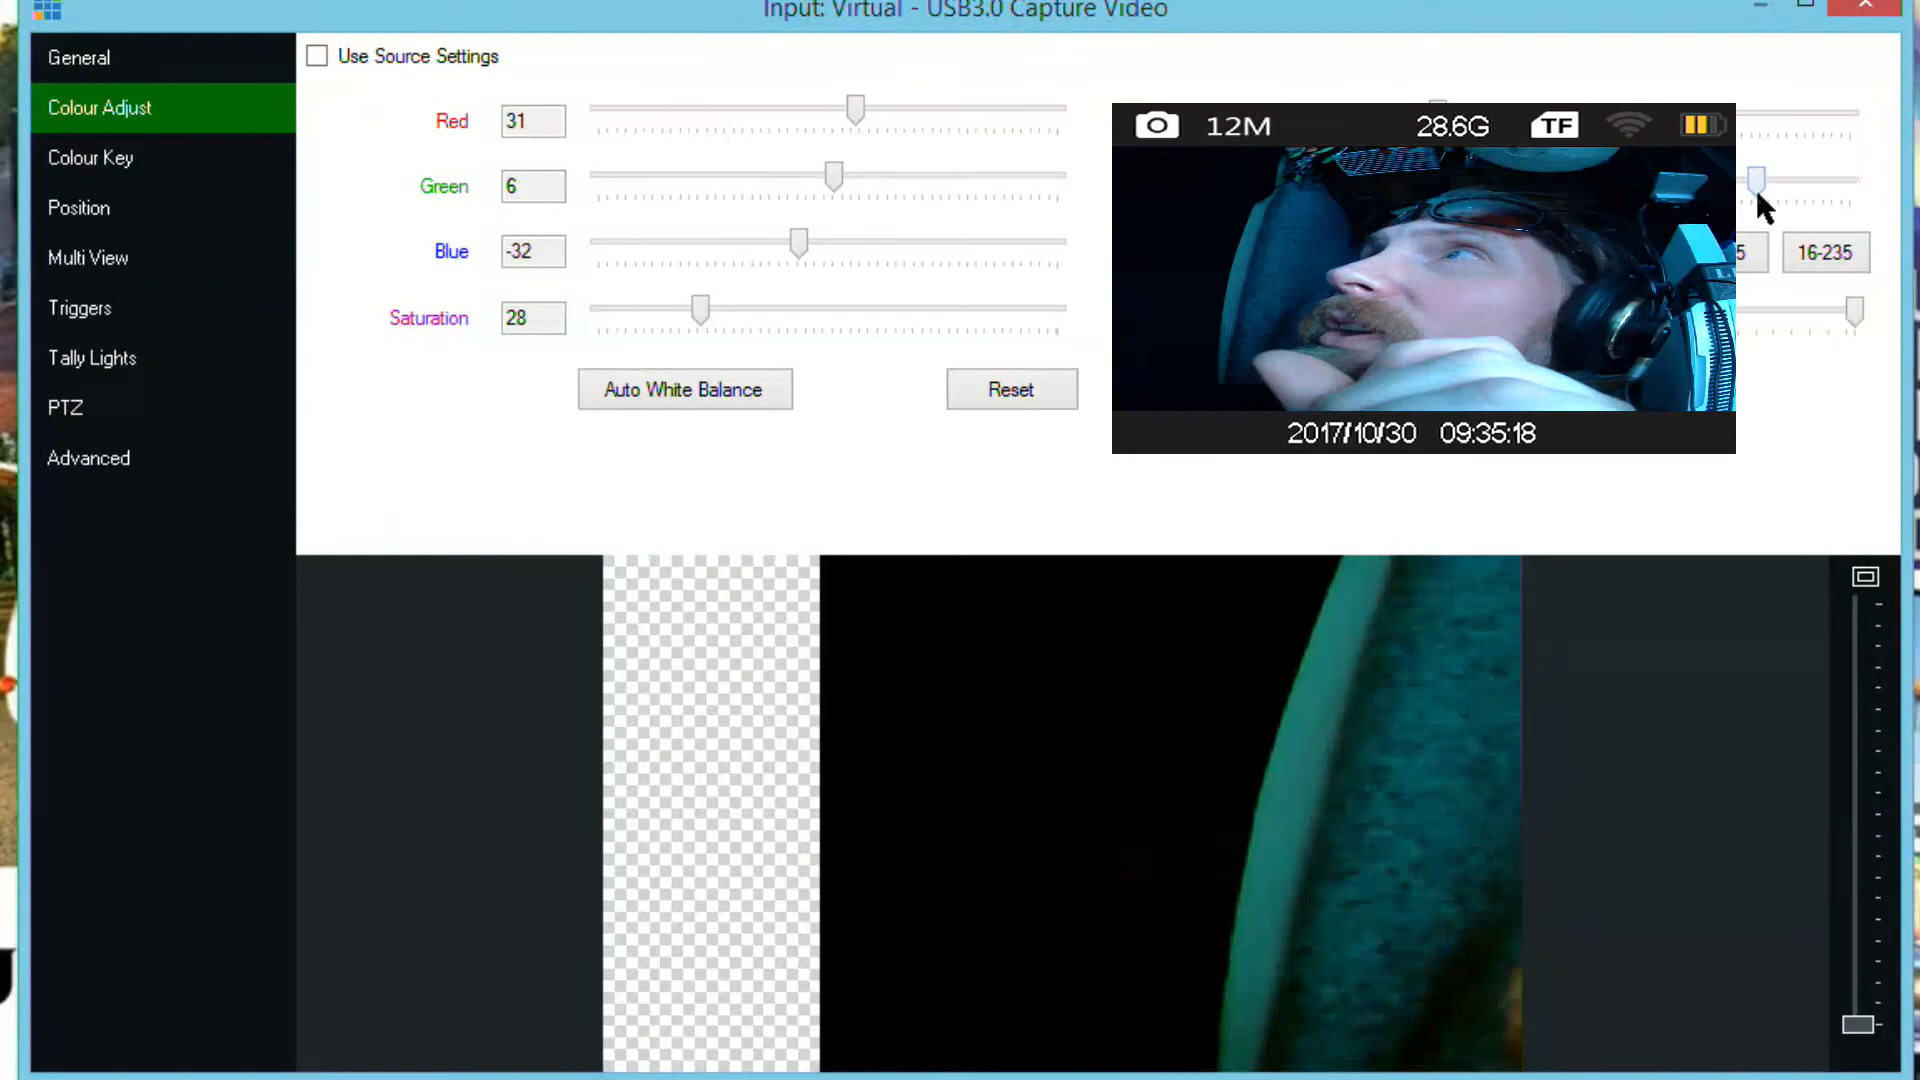 Input: Virtual - USB3.0 Capture Video
General
Colour Adjust
Colour Key
Position
Multi View
Triggers
Tally Lights
PTZ
Advanced
Use Source Settings
Red 31
Green 6
Blue -32
Saturation 28
Auto White Balance Reset
12M 28.6G TF
2017/10/30 09:35:18
5 16-235